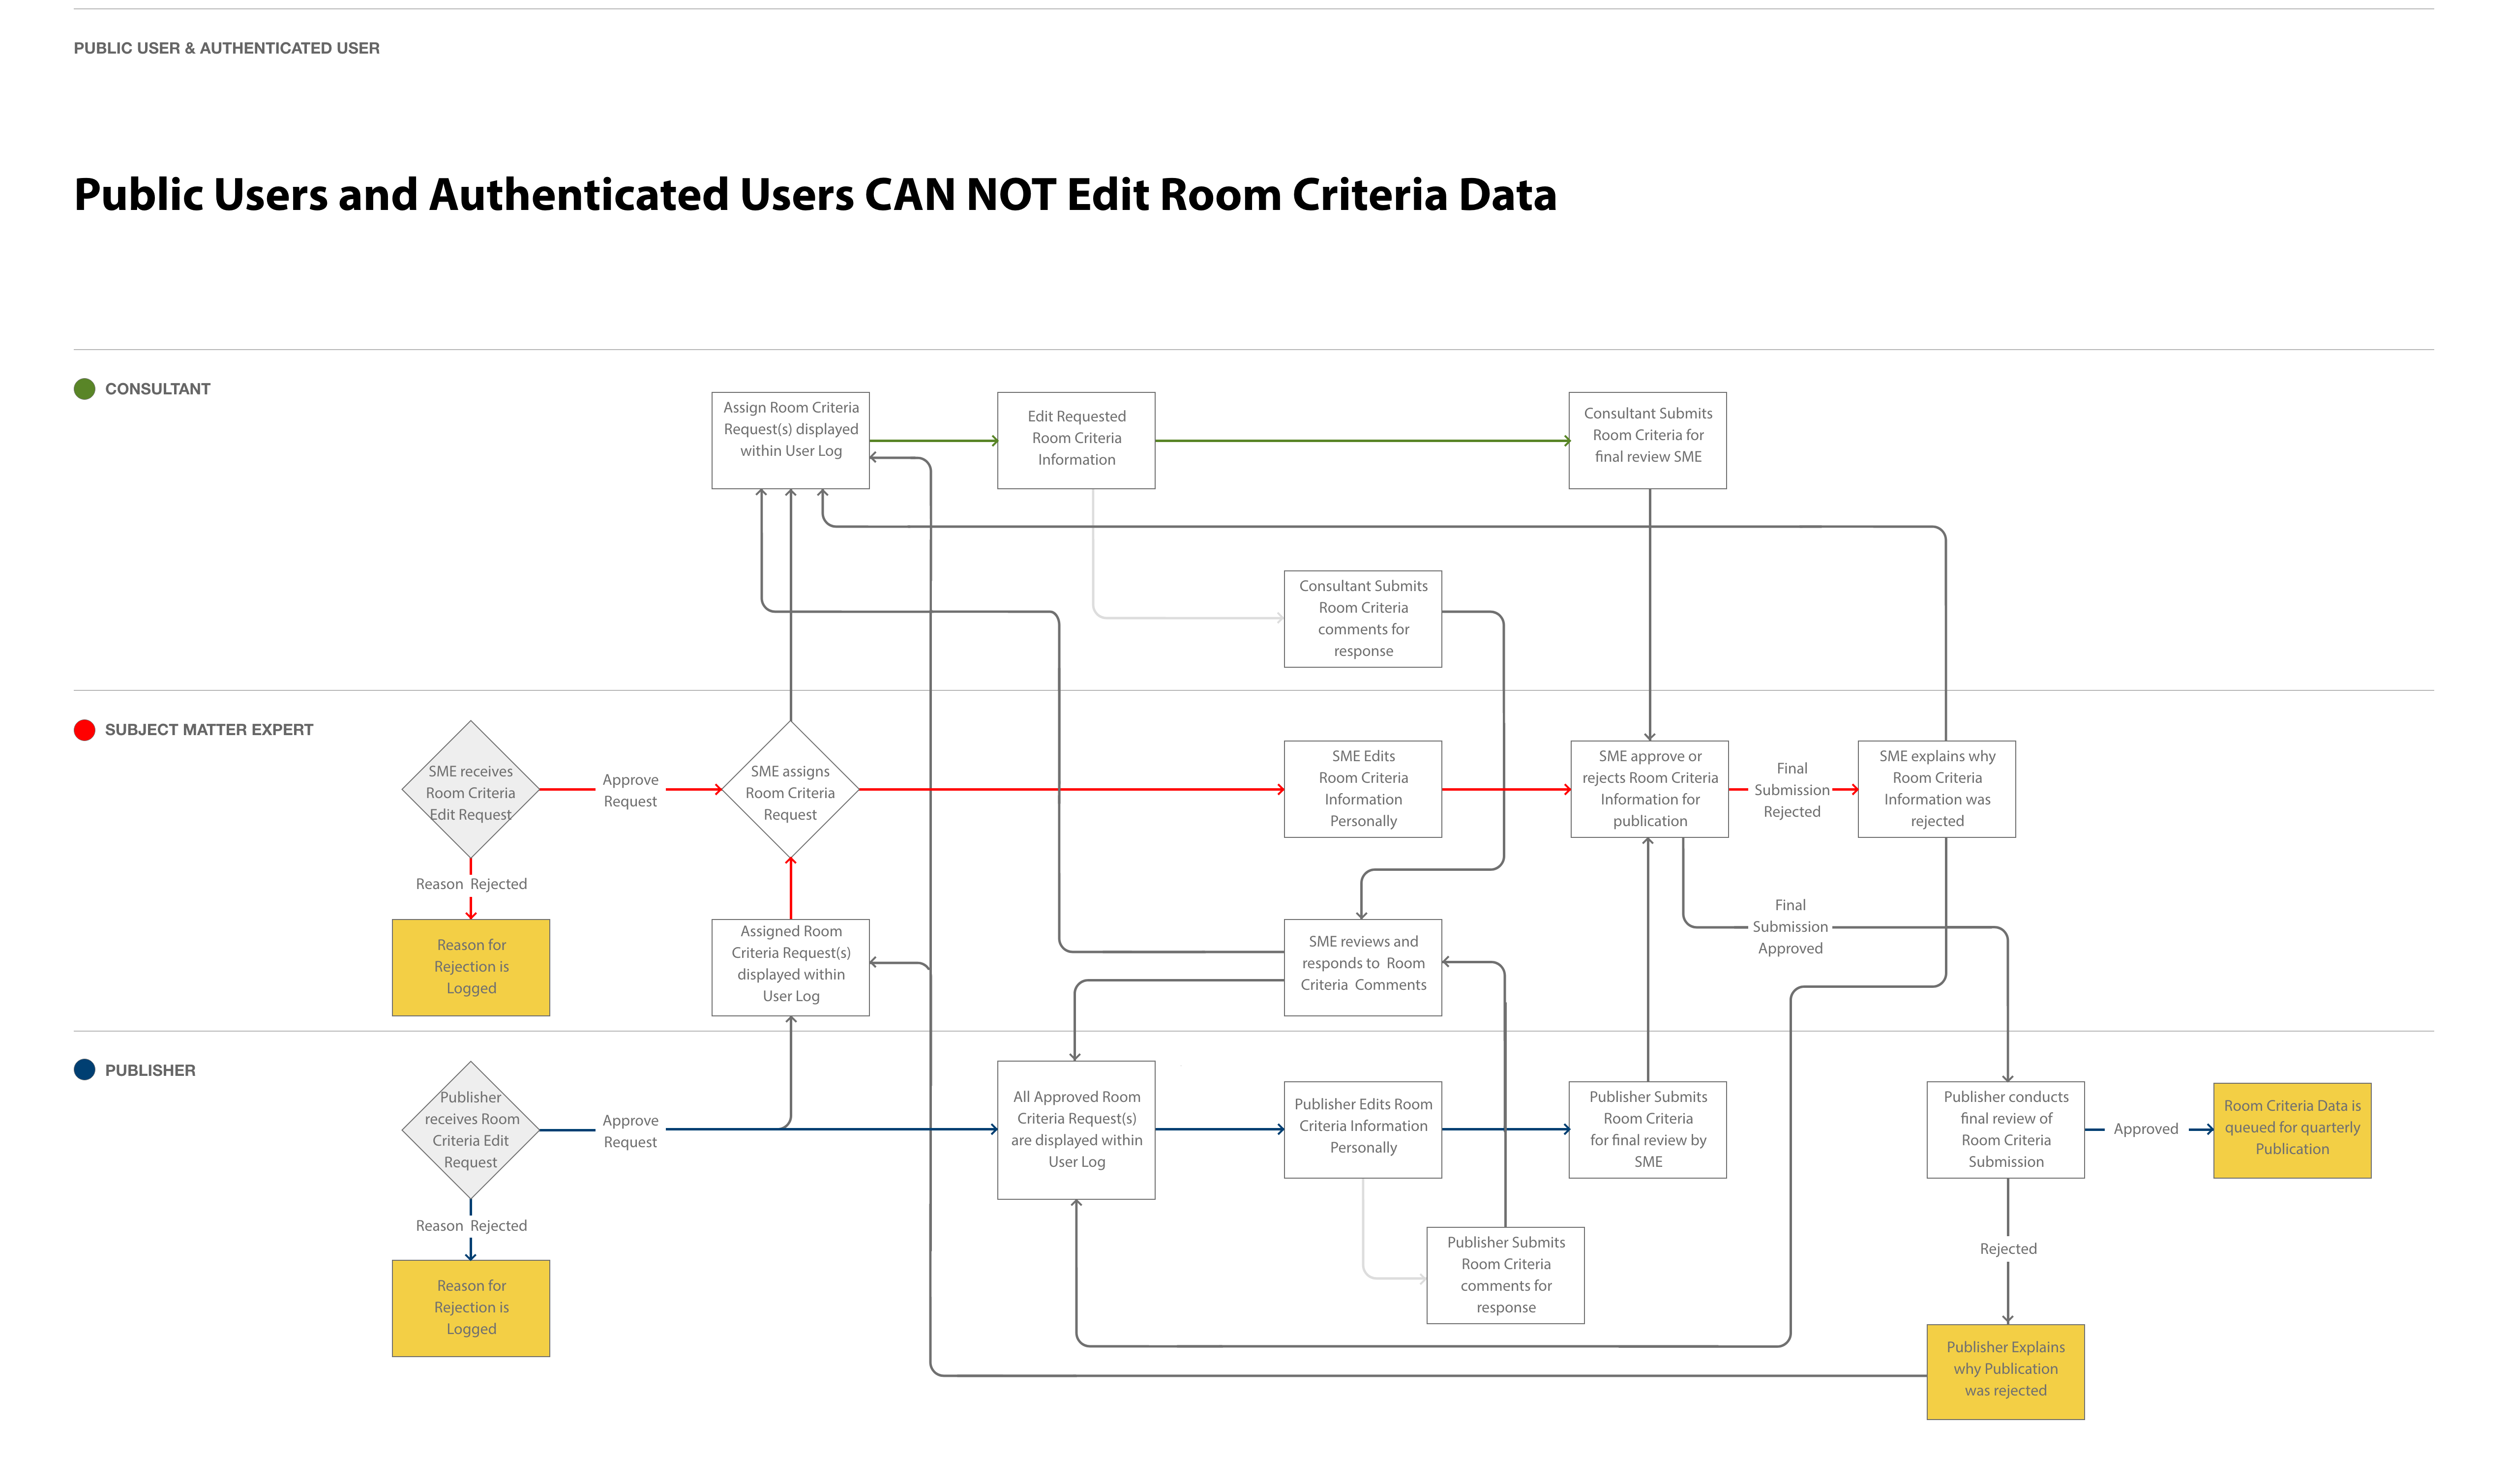 PUBLIC USER & AUTHENTICATED USER
Public Users and Authenticated Users CAN NOT Edit Room Criteria Data
CONSULTANT
Assign Room Criteria
Request(s) displayed
within User Log
Edit Requested
Room Criteria
Information
Consultant Submits
Room Criteria for
final review SME
Consultant Submits
Room Criteria
comments for
response
SUBJECT MATTER EXPERT
SME receives
Room Criteria
Edit Request
Approve
Request
SME assigns
Room Criteria
Request
SME Edits
Room Criteria
Information
Personally
SME approve or
rejects Room Criteria
Information for
publication
Final
Submission
Rejected
SME explains why
Room Criteria
Information was
rejected
Reason Rejected
Reason for
Rejection is
Logged
Assigned Room
Criteria Request(s)
displayed within
User Log
SME reviews and
responds to Room
Criteria Comments
Final
Submission
Approved
PUBLISHER
Publisher
receives Room
Criteria Edit
Request
Approve
Request
All Approved Room
Criteria Request(s)
are displayed within
User Log
Publisher Edits Room
Criteria Information
Personally
Publisher Submits
Room Criteria
for final review by
SME
Publisher conducts
final review of
Room Criteria
Submission
Approved
Room Criteria Data is
queued for quarterly
Publication
Reason Rejected
Reason for
Rejection is
Logged
Publisher Submits
Room Criteria
comments for
response
Rejected
Publisher Explains
why Publication
was rejected